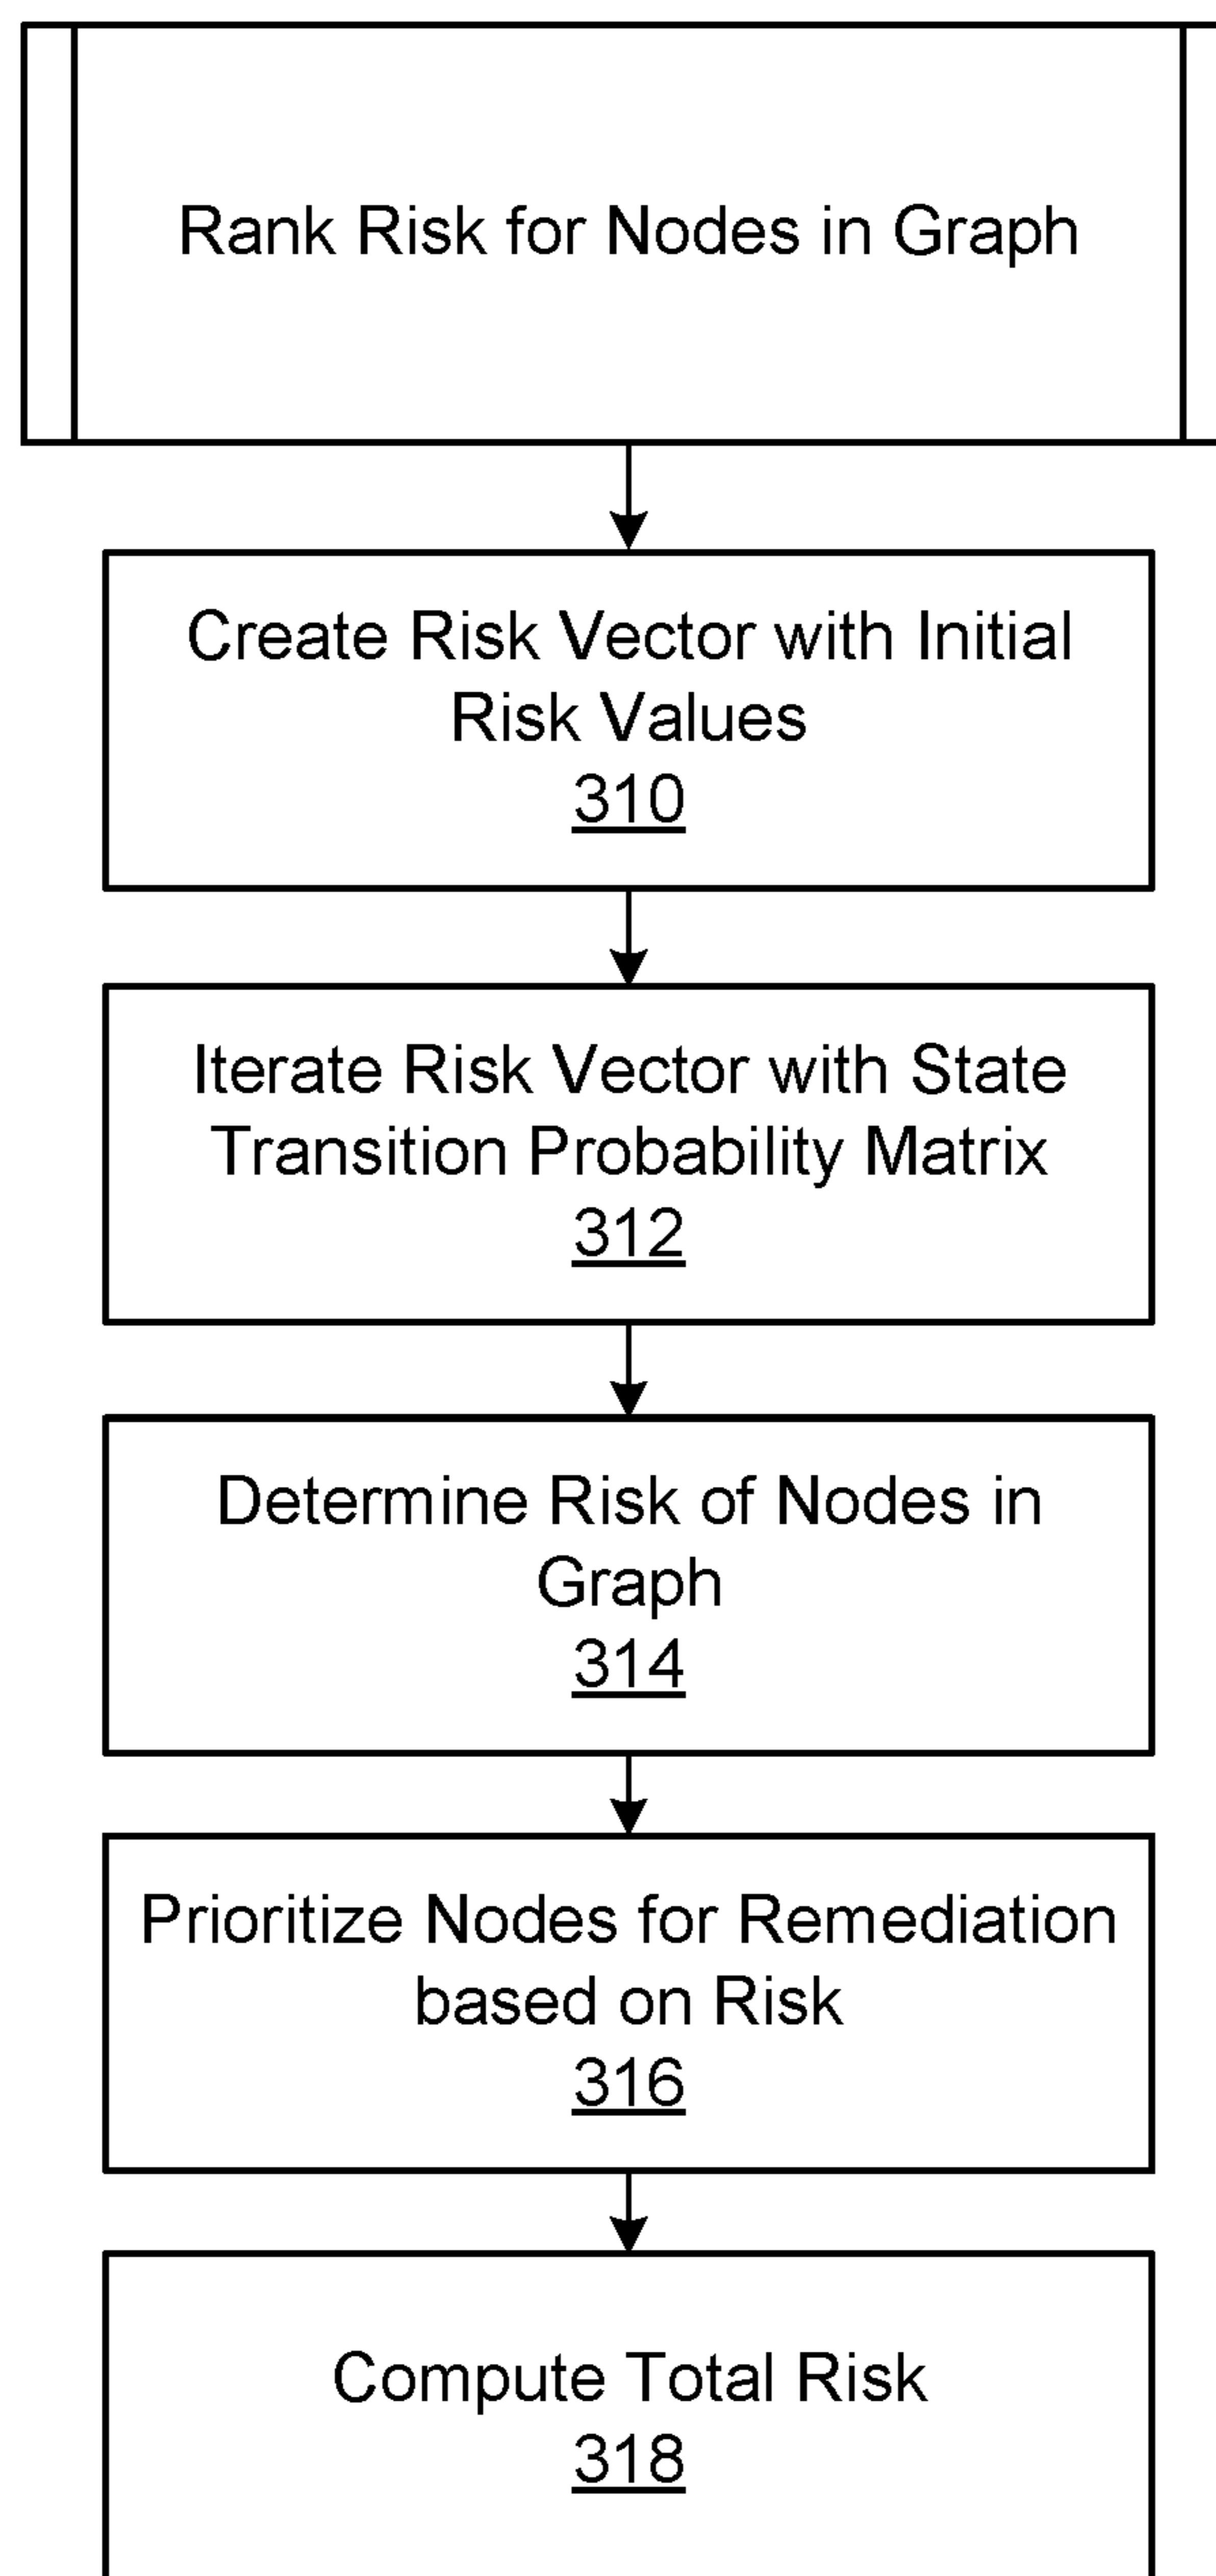 Rank Risk for Nodes in Graph
Create Risk Vector with Initial
Risk Values
310
Iterate Risk Vector with State
Transition Probability Matrix
312
Determine Risk of Nodes in
Graph
314
Prioritize Nodes for Remediation
based on Risk
316
Compute Total Risk
318